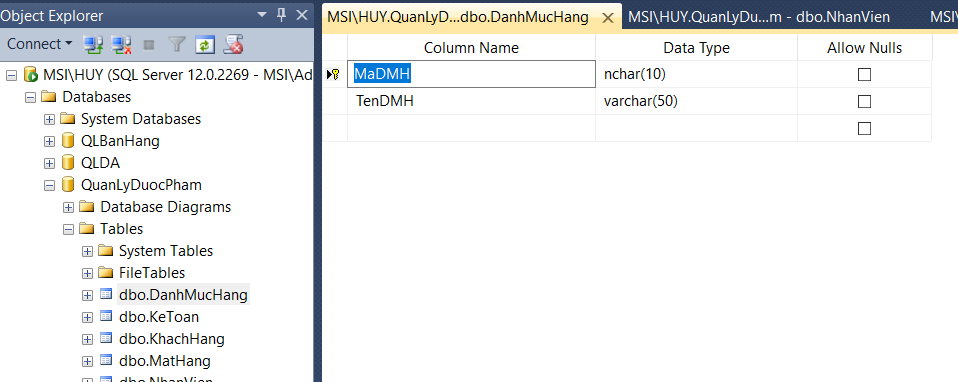 Object Explorer
Connect
MSI\HUY (SQL Server 12.0.2269 - MSI\Ad
Databases
System Databases
QLBanHang
QLDA
QuanLyDuocPham
Database Diagrams
Tables
System Tables
FileTables
dbo.DanhMucHang
dbo.KeToan
dbo.KhachHang
dbo.MatHang
dbo.NhanVien
MSI\HUY.QuanLyD...dbo.DanhMucHang
MSI\HUY.QuanLyDu...m - dbo.NhanVien
MSI\
Column Name Data Type Allow Nulls
MaDMH nchar(10)
TenDMH varchar(50)